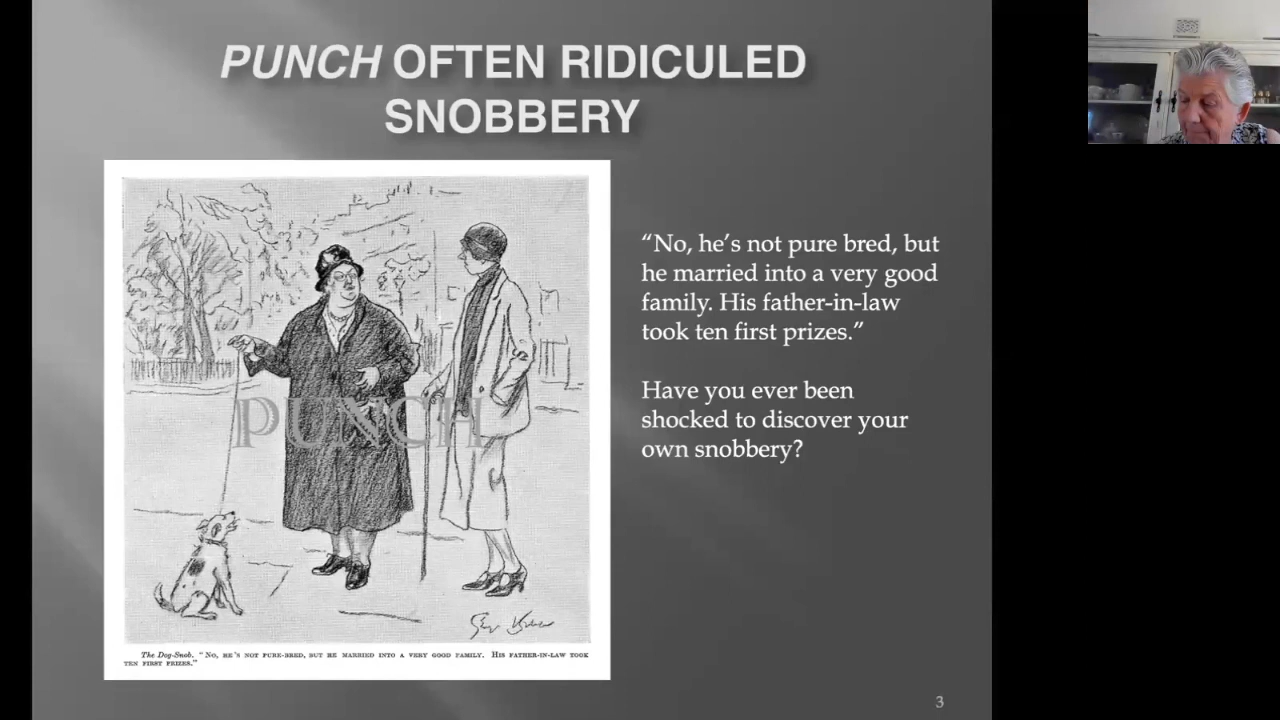 PUNCH OFTEN RIDICULED
SNOBBERY
“No, he’s not pure bred, but
he married into a very good
family. His father-in-law
took ten first prizes.”
Have you ever been
shocked to discover your
own snobbery?
PUNCH
The Dog-Snob. “No, he’s not pure-bred, but he married into a very good family. His father-in-law took
ten first prizes.”
3